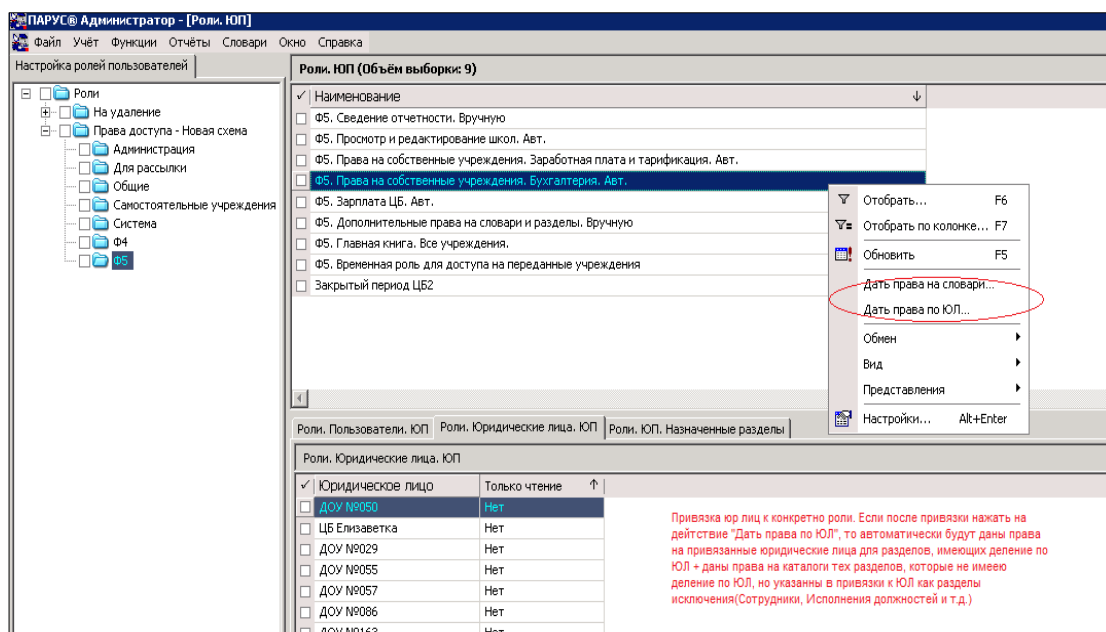 ПАРУС® Администратор - [Роли. ЮП]
Файл Учёт Функции Отчёты Словари Окно Справка
Настройка ролей пользователей
Роли
На удаление
Права доступа - Новая схема
Администрация
Для рассылки
Общие
Самостоятельные учреждения
Система
Ф4
Ф5
Роли. ЮП (Объём выборки: 9)
Наименование
Ф5. Сведение отчетности. Вручную
Ф5. Просмотр и редактирование школ. Авт.
Ф5. Права на собственные учреждения. Заработная плата и тарификация. Авт.
Ф5. Права на собственные учреждения. Бухгалтерия. Авт.
Ф5. Зарплата ЦБ. Авт.
Ф5. Дополнительные права на словари и разделы. Вручную
Ф5. Главная книга. Все учреждения.
Ф5. Временная роль для доступа на переданные учреждения
Закрытый период ЦБ2
Отобрать... F6
Отобрать по колонке... F7
Обновить F5
Дать права на словари...
Дать права по ЮЛ...
Обмен
Вид
Представления
Настройки... Alt+Enter
Роли. Пользователи. ЮП Роли. Юридические лица. ЮП Роли. ЮП. Назначенные разделы
Роли. Юридические лица. ЮП
Юридическое лицо Только чтение
ДОУ №050 Нет
ЦБ Елизаветка Нет
ДОУ №029 Нет
ДОУ №055 Нет
ДОУ №057 Нет
ДОУ №086 Нет
ДОУ №163 Нет
Привязка юр лиц к конкретно роли. Если после привязки нажать на
дейтствие "Дать права по ЮЛ", то автоматически будут даны права
на привязанные юридические лица для разделов, имеющих деление по
ЮЛ + даны права на каталоги тех разделов, которые не имеею
деление по ЮЛ, но указанны в привязки к ЮЛ как разделы
исключения(Сотрудники, Исполнения должностей и т.д.)